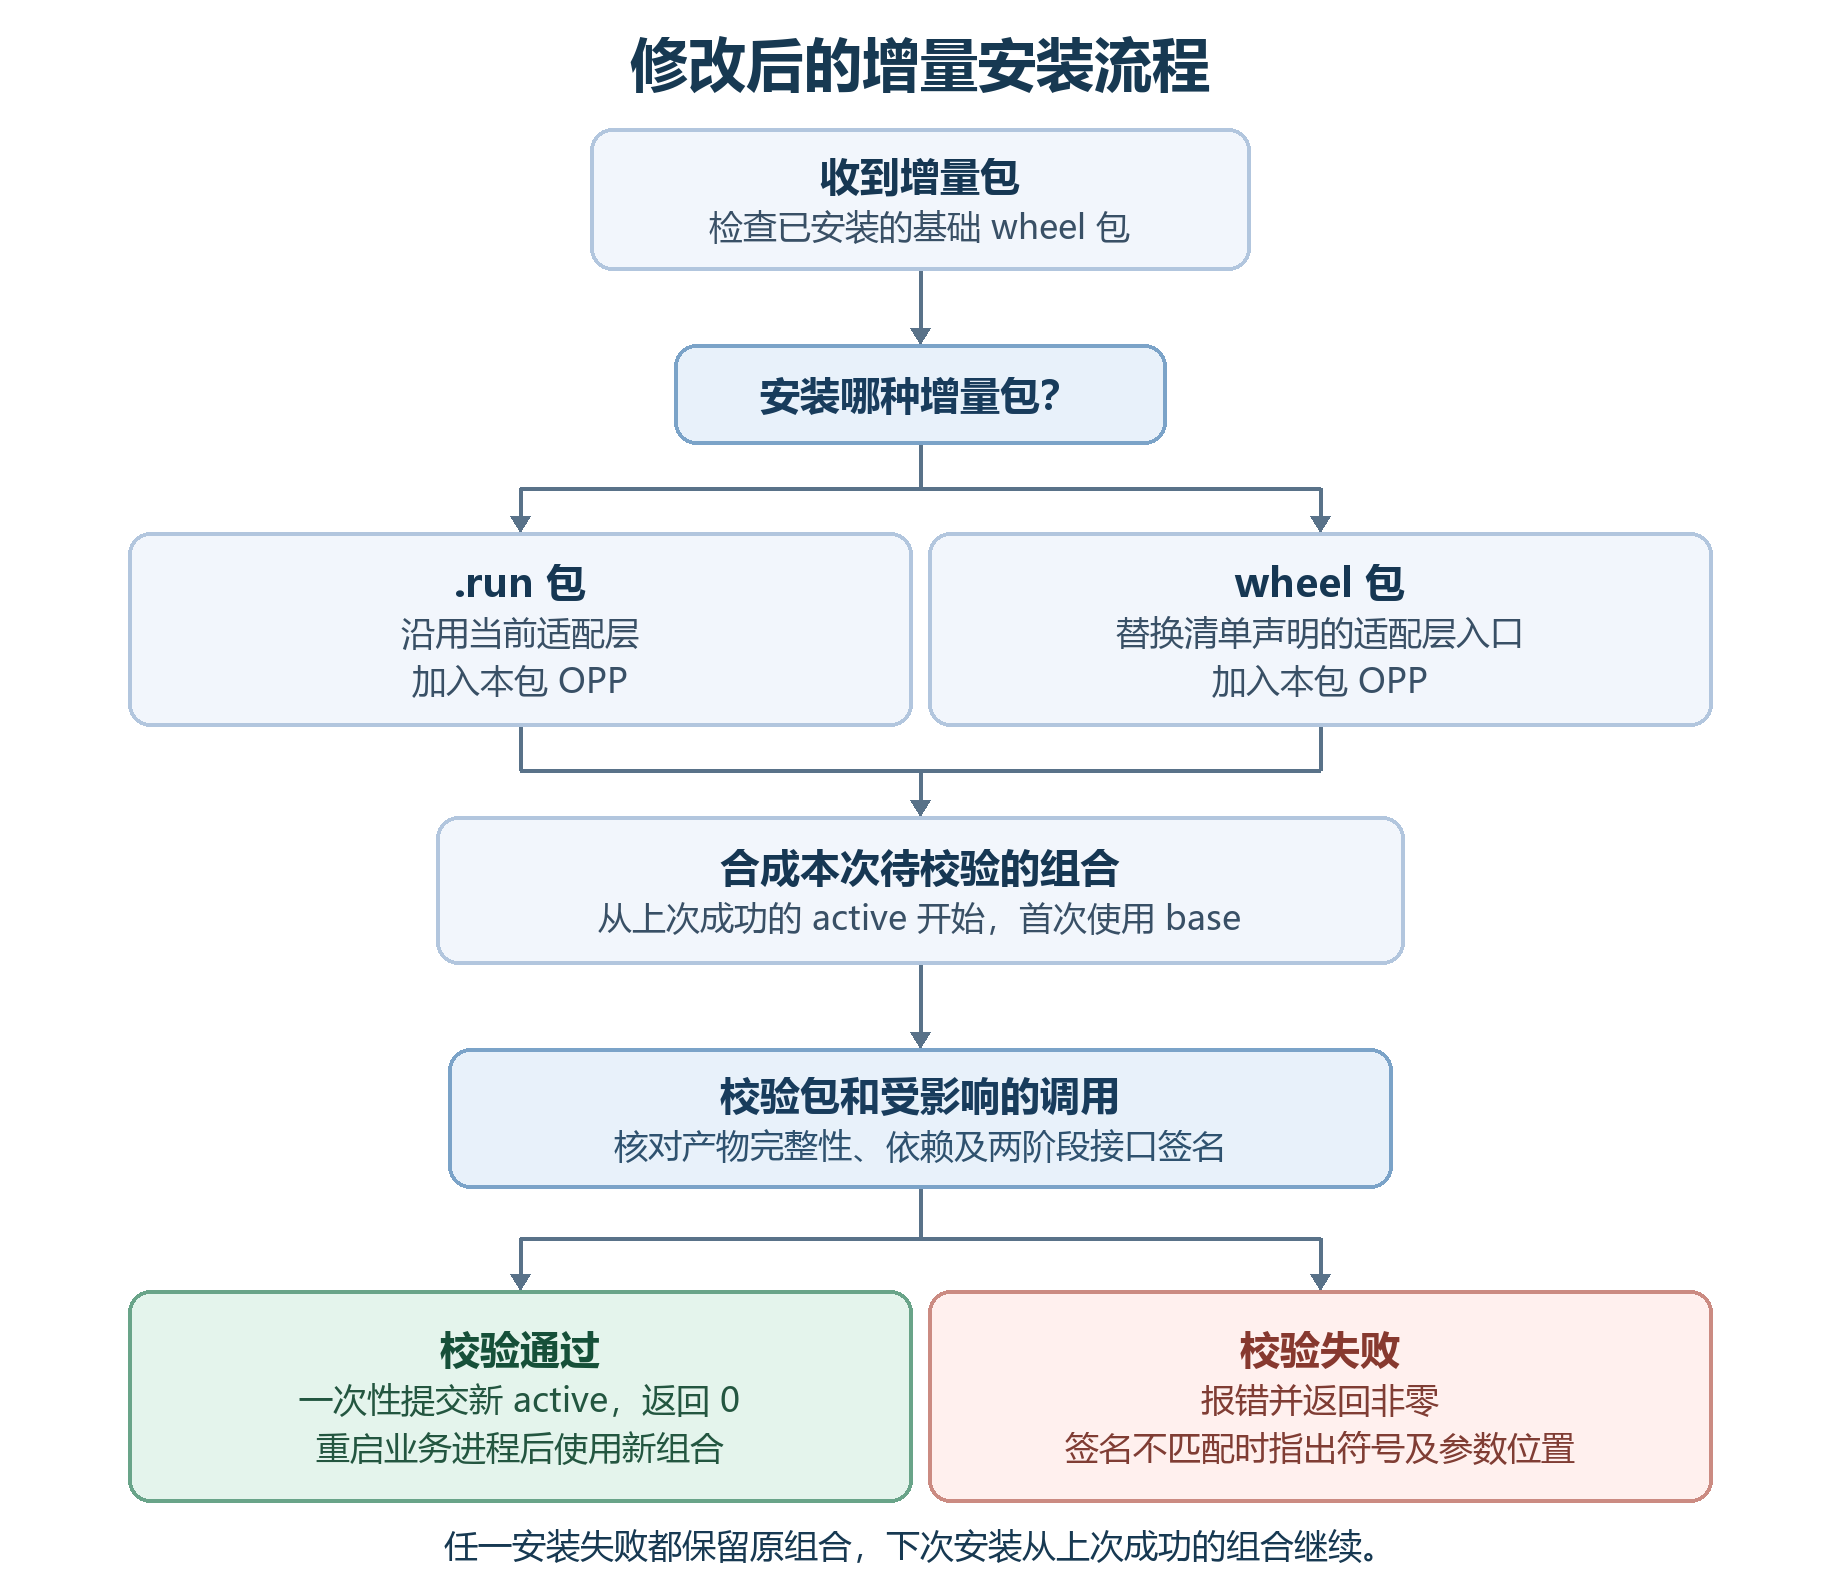 修改后的增量安装流程
收到增量包
检查已安装的基础 wheel 包
安装哪种增量包？
.run 包
沿用当前适配层
加入本包 OPP
wheel 包
替换清单声明的适配层入口
加入本包 OPP
合成本次待校验的组合
从上次成功的 active 开始，首次使用 base
校验包和受影响的调用
核对产物完整性、依赖及两阶段接口签名
校验通过
一次性提交新 active，返回 0
重启业务进程后使用新组合
校验失败
报错并返回非零
签名不匹配时指出符号及参数位置
任一安装失败都保留原组合，下次安装从上次成功的组合继续。